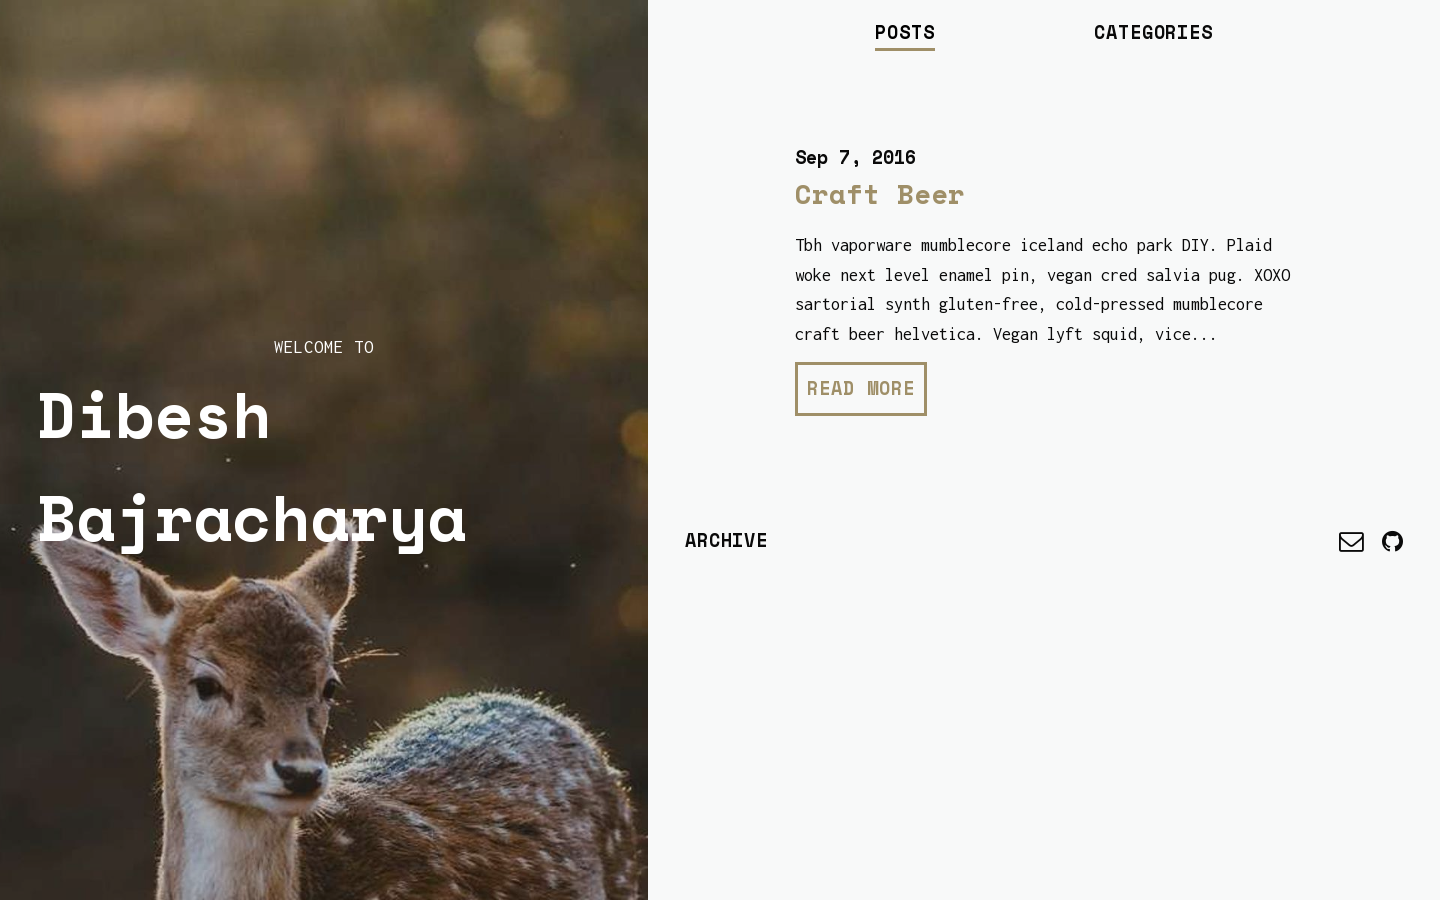 WELCOME TO
Dibesh
Bajracharya
POSTS
CATEGORIES
Sep 7, 2016
Craft Beer
Tbh vaporware mumblecore iceland echo park DIY. Plaid
woke next level enamel pin, vegan cred salvia pug. XOXO
sartorial synth gluten-free, cold-pressed mumblecore
craft beer helvetica. Vegan lyft squid, vice...
READ MORE
ARCHIVE